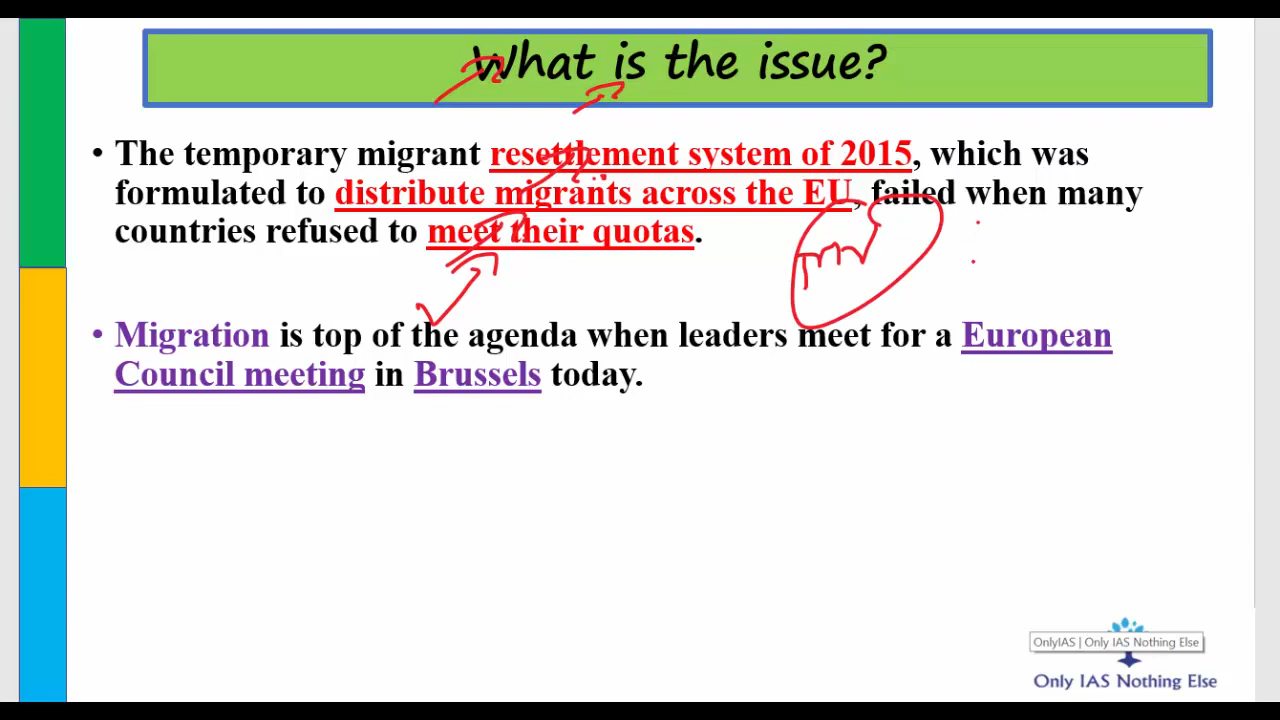 What is the issue?
• The temporary migrant resettlement system of 2015, which was
formulated to distribute migrants across the EU, failed when many
countries refused to meet their quotas.
• Migration is top of the agenda when leaders meet for a European
Council meeting in Brussels today.
OnlyIAS | Only IAS Nothing Else
Only IAS Nothing Else